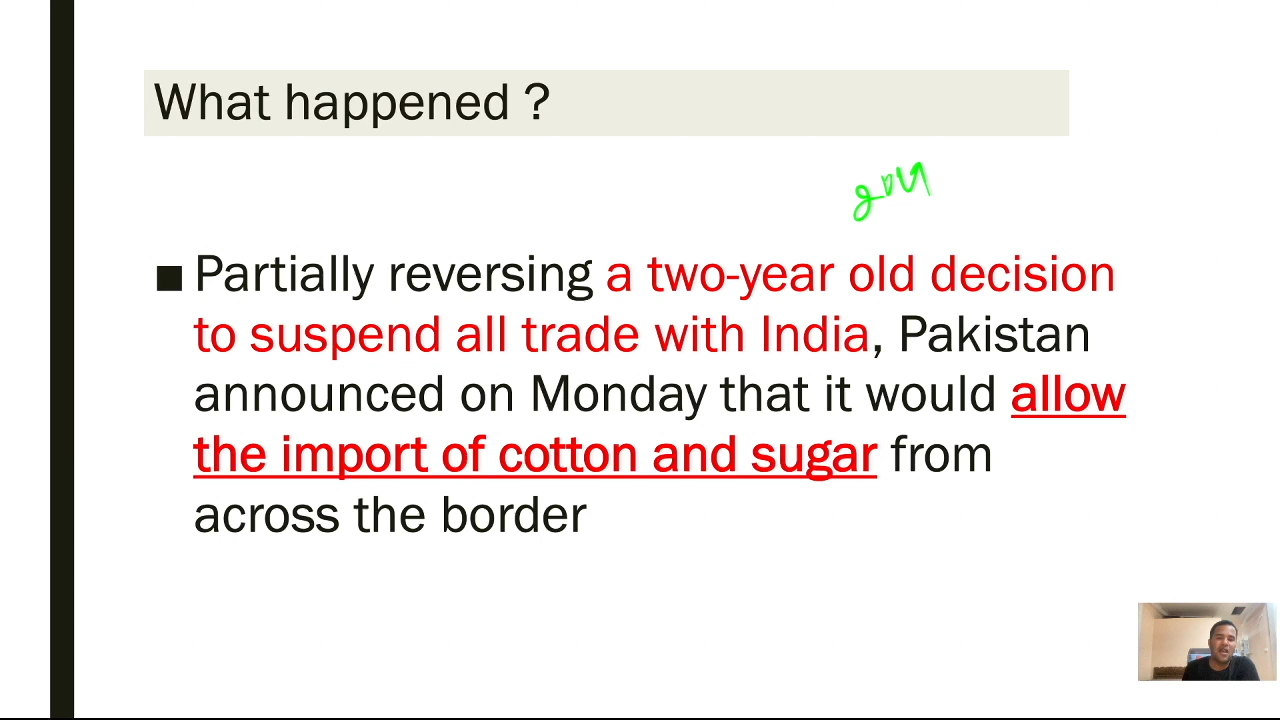 What happened ?
■ Partially reversing a two-year old decision
to suspend all trade with India, Pakistan
announced on Monday that it would allow
the import of cotton and sugar from
across the border